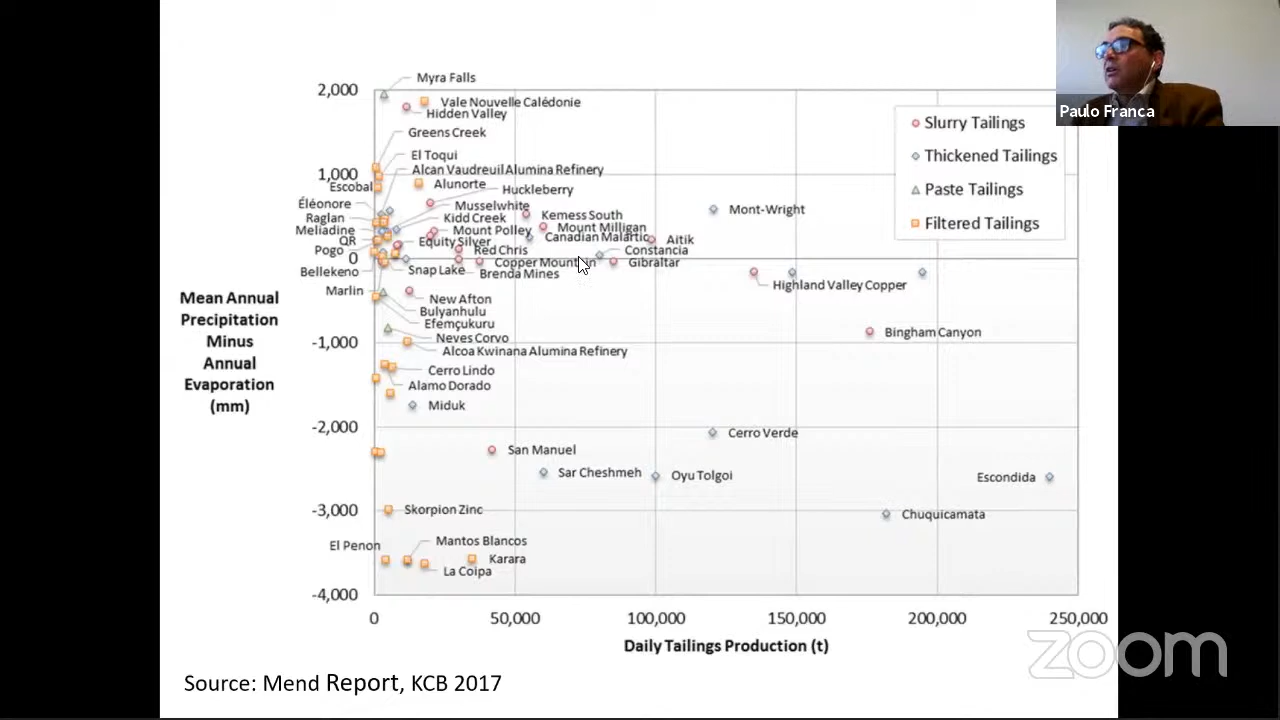 Myra Falls
2,000
Vale Nouvelle Calédonie
Hidden Valley
Greens Creek
El Toqui
Alcan Vaudreuil Alumina Refinery
1,000
Escobal
Alunorte
Huckleberry
Éléonore
Musselwhite
Raglan
Kidd Creek
Kemess South
Mont-Wright
Meliadine
Mount Polley
Mount Milligan
QR
Equity Silver
Canadian Malartic
Aitik
Pogo
Red Chris
Constancia
0
Copper Mountain
Gibraltar
Bellekeno
Snap Lake
Brenda Mines
Highland Valley Copper
Marlin
New Afton
Bulyanhulu
Efemçukuru
Bingham Canyon
Neves Corvo
-1,000
Alcoa Kwinana Alumina Refinery
Cerro Lindo
Alamo Dorado
Miduk
-2,000
Cerro Verde
San Manuel
Sar Cheshmeh
Oyu Tolgoi
Escondida
-3,000
Skorpion Zinc
Chuquicamata
El Penon
Mantos Blancos
Karara
La Coipa
-4,000
0 50,000 100,000 150,000 200,000 250,000
Daily Tailings Production (t)
Mean Annual
Precipitation
Minus
Annual
Evaporation
(mm)
Slurry Tailings
Thickened Tailings
Paste Tailings
Filtered Tailings
Paulo Franca
Source: Mend Report, KCB 2017
zoom